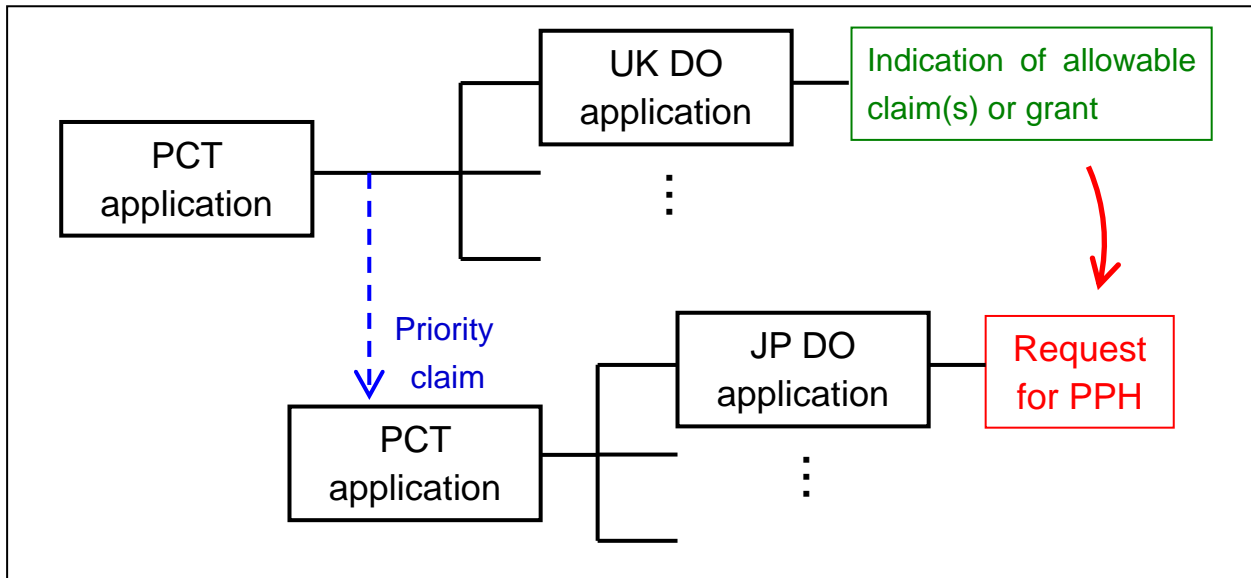 UK DO
application
Indication of allowable
claim(s) or grant
PCT
application
Priority
claim
JP DO
application
Request
for PPH
PCT
application